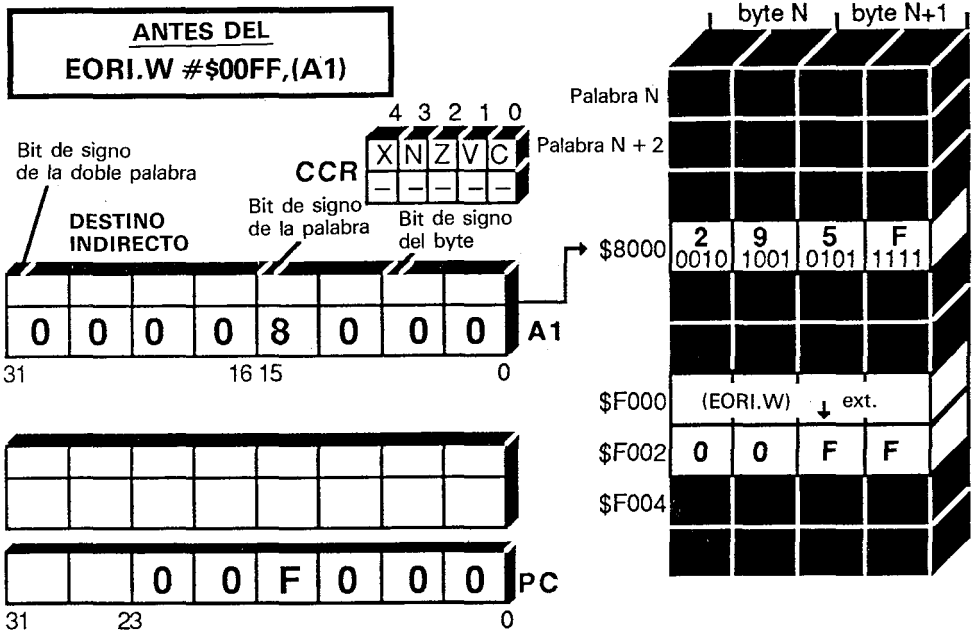 ANTES DEL
EORI.W #$00FF,(A1)
byte N byte N+1
Palabra N
Palabra N + 2
4 3 2 1 0
X N Z V C
CCR
– – – – –
Bit de signo
de la doble palabra
DESTINO
INDIRECTO
Bit de signo
de la palabra
Bit de signo
del byte
$8000
2 9 5 F
0010 1001 0101 1111
0 0 0 0 8 0 0 0 A1
31 16 15 0
$F000 (EORI.W) ↓ ext.
$F002 0 0 F F
$F004
0 0 F 0 0 0 PC
31 23 0